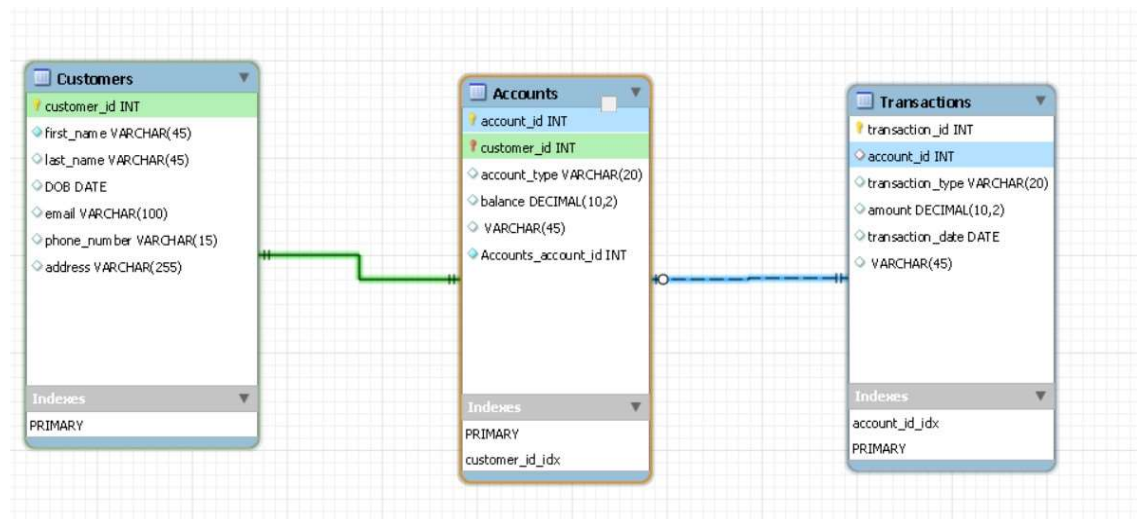 Customers
customer_id INT
first_name VARCHAR(45)
last_name VARCHAR(45)
DOB DATE
email VARCHAR(100)
phone_number VARCHAR(15)
address VARCHAR(255)
Indexes
PRIMARY
Accounts
account_id INT
customer_id INT
account_type VARCHAR(20)
balance DECIMAL(10,2)
VARCHAR(45)
Accounts_account_id INT
Indexes
PRIMARY
customer_id_idx
Transactions
transaction_id INT
account_id INT
transaction_type VARCHAR(20)
amount DECIMAL(10,2)
transaction_date DATE
VARCHAR(45)
Indexes
account_id_idx
PRIMARY